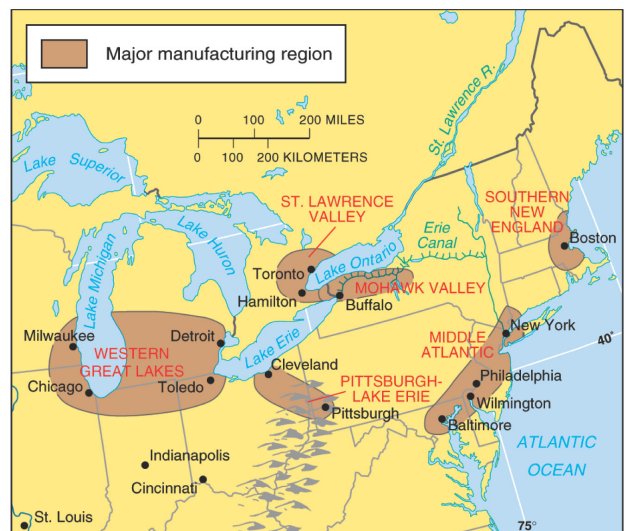 Major manufacturing region
0 100 200 MILES
0 100 200 KILOMETERS
St. Lawrence R.
Lake Superior
ST. LAWRENCE
VALLEY
SOUTHERN
NEW
ENGLAND
Erie
Canal
Boston
Lake Michigan
Lake Huron
Toronto
Lake Ontario
Hamilton
MOHAWK VALLEY
Buffalo
Milwaukee
Detroit
Lake Erie
New York
MIDDLE
ATLANTIC
40°
WESTERN
GREAT LAKES
Cleveland
Chicago
Toledo
PITTSBURGH-
LAKE ERIE
Philadelphia
Pittsburgh
Wilmington
Baltimore
ATLANTIC
OCEAN
Indianapolis
Cincinnati
St. Louis
75°